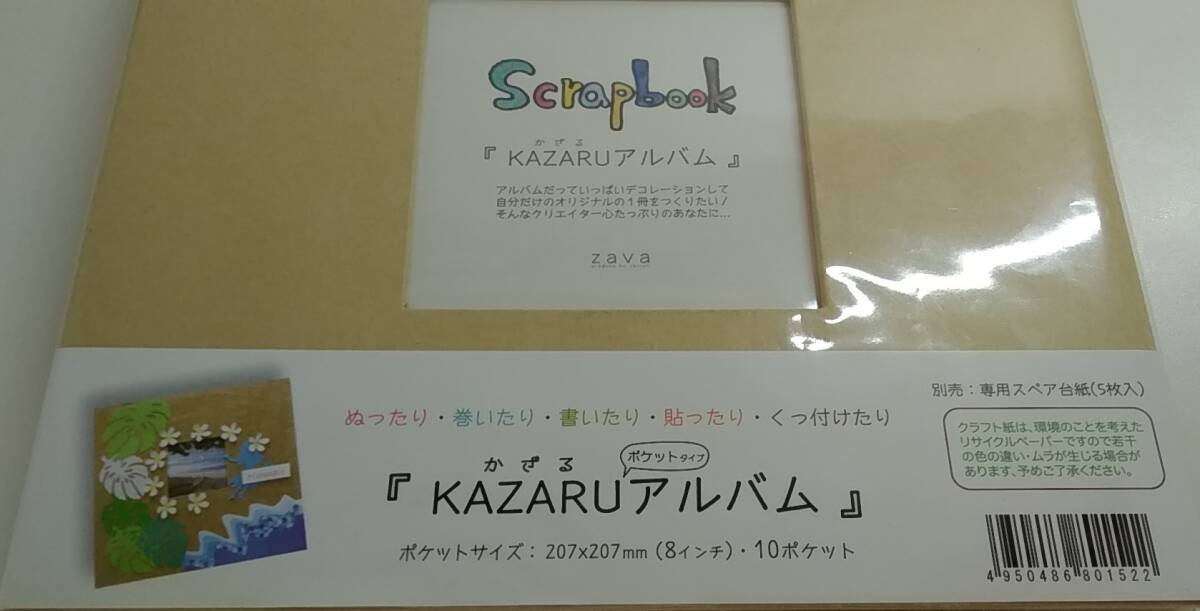 Scrapbook
かざる
『 KAZARUアルバム 』
アルバムだっていっぱいデコレーションして
自分だけのオリジナルの1冊をつくりたい!
そんなクリエイター心たっぷりのあなたに...
zava
別売：専用スペア台紙(5枚入)
ぬったり・巻いたり・書いたり・貼ったり・くっ付けたり
クラフト紙は、環境のことを考えた
リサイクルペーパーですので若干
の色の違い・ムラが生じる場合が
あります、予めご了承ください。
かざる
ポケットタイプ
『 KAZARUアルバム 』
ポケットサイズ：207x207mm (8インチ)・10ポケット
4 950486 801522